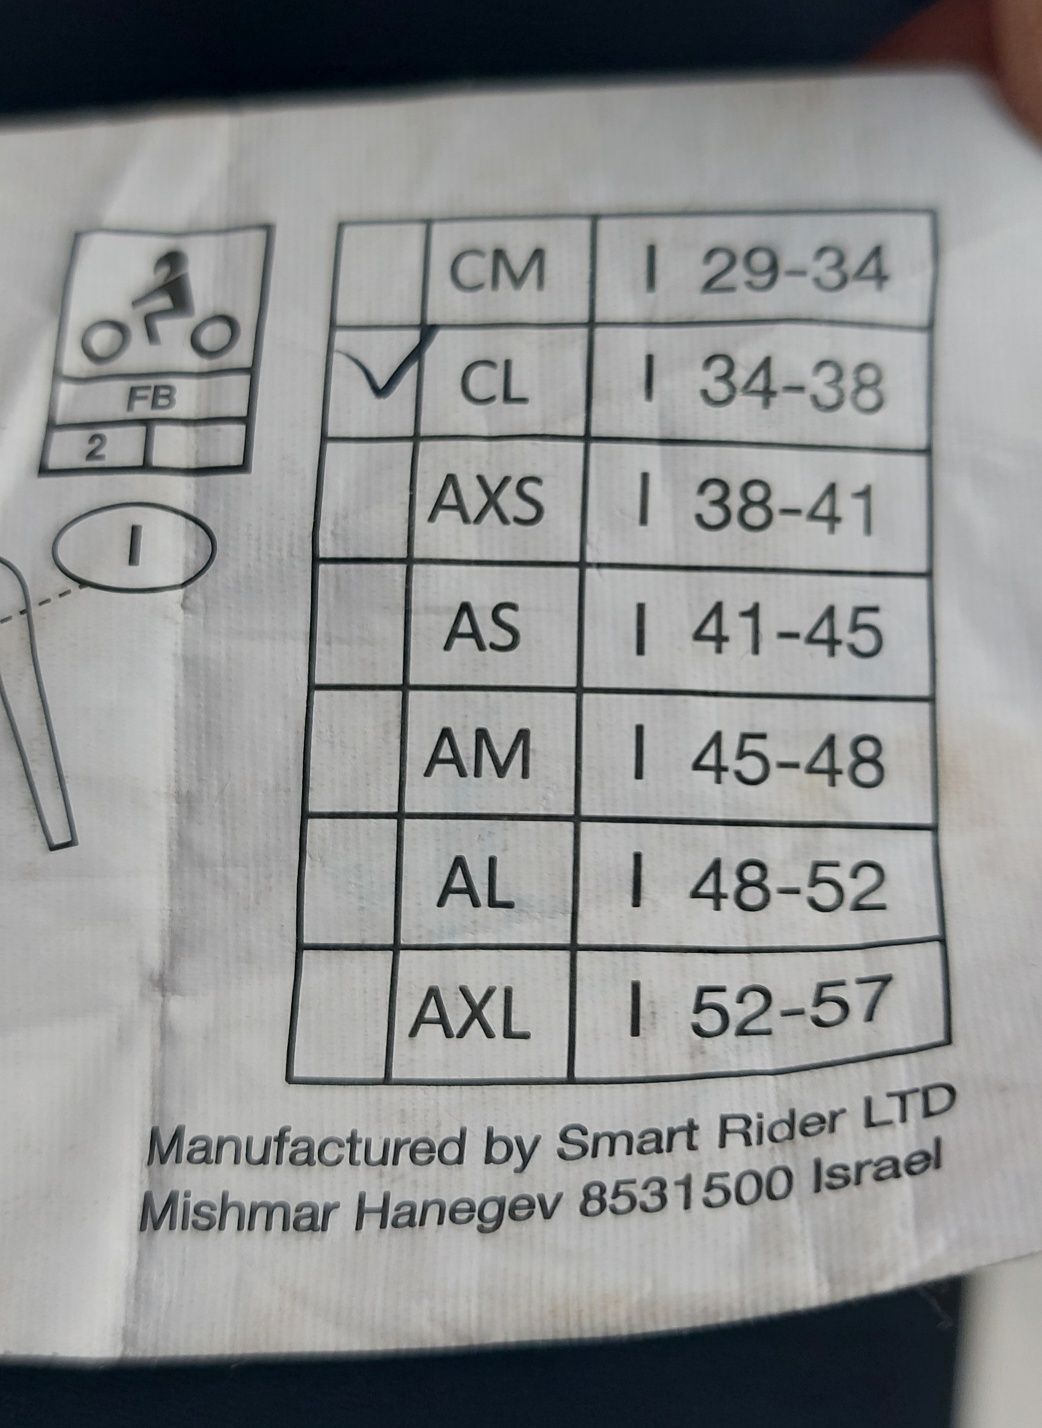 FB
2
I
CM I 29-34
CL I 34-38
AXS I 38-41
AS I 41-45
AM I 45-48
AL I 48-52
AXL I 52-57
Manufactured by Smart Rider LTD
Mishmar Hanegev 8531500 Israel